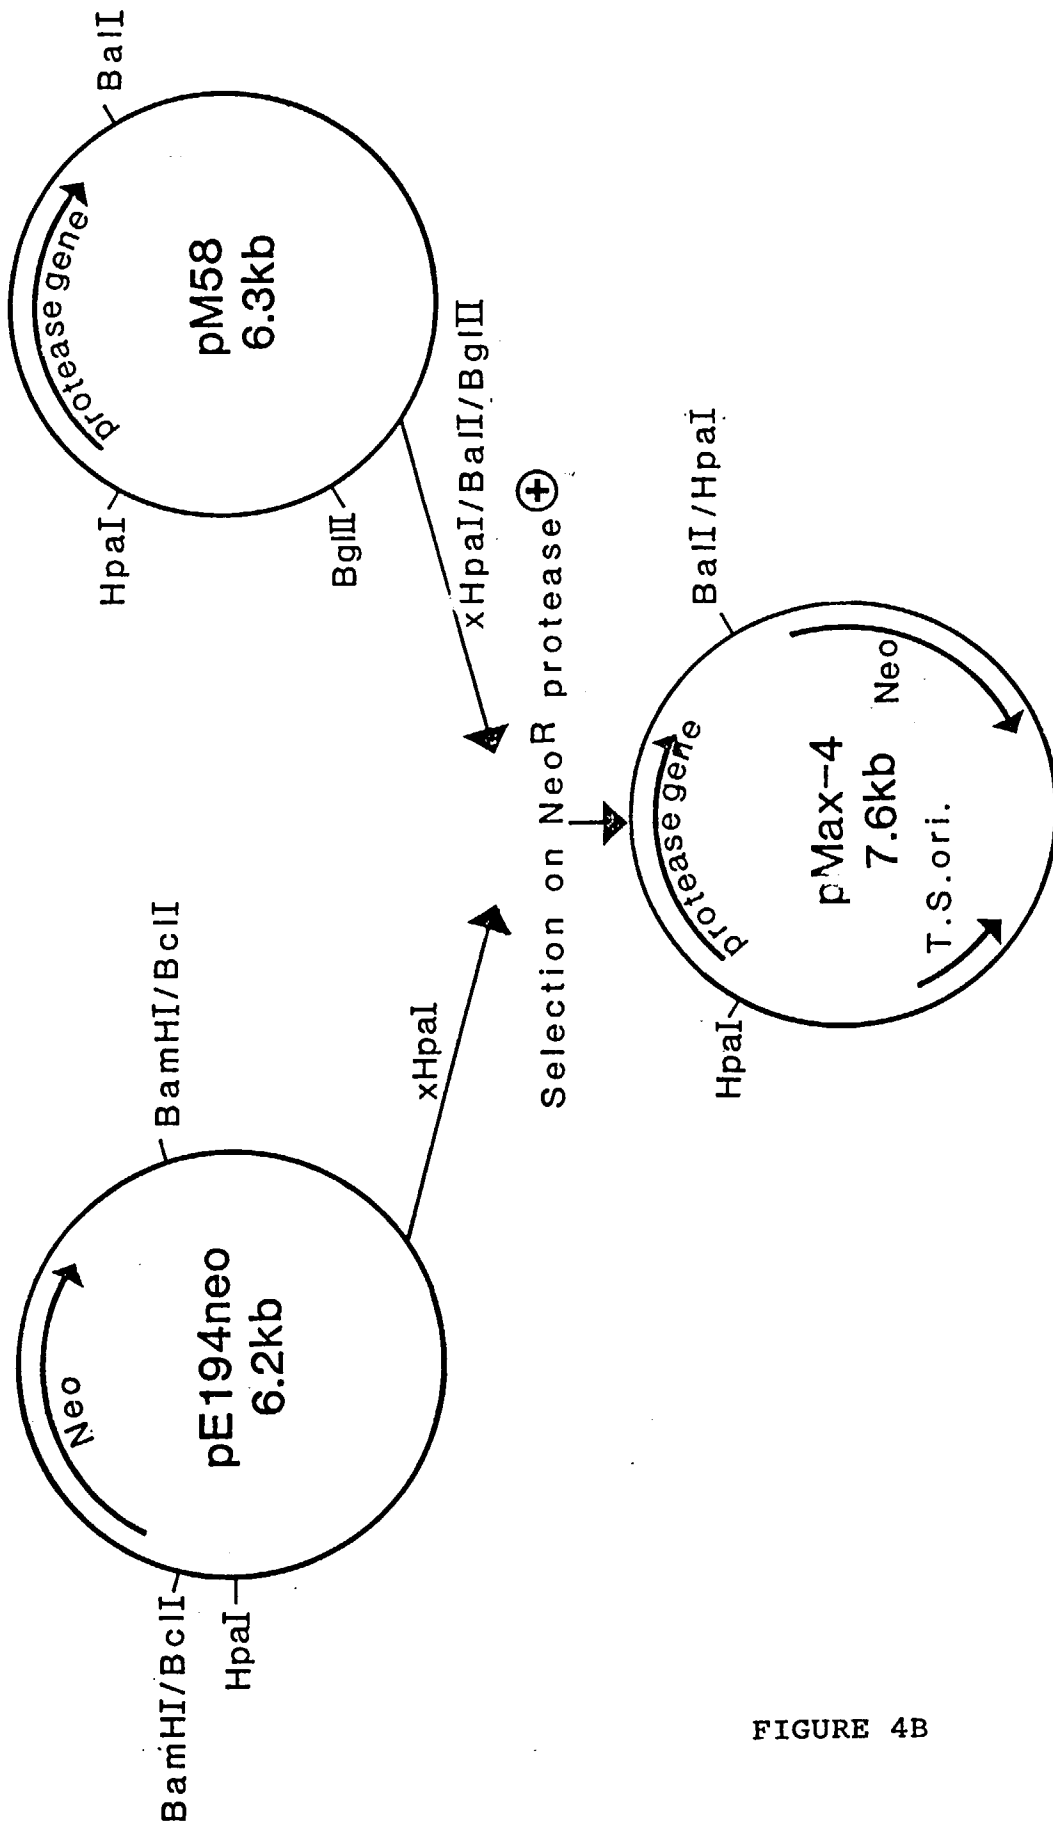 BamHI/BclI
HpaI
Neo
pE194neo
6.2kb
BamHI/BclI
xHpaI
HpaI
protease gene
pM58
6.3kb
BalI
BglII
xHpaI/BalI/BglII
Selection on NeoR protease⊕
HpaI
protease gene
BalI/HpaI
pMax-4
7.6kb
Neo
T.S.ori.
FIGURE 4B